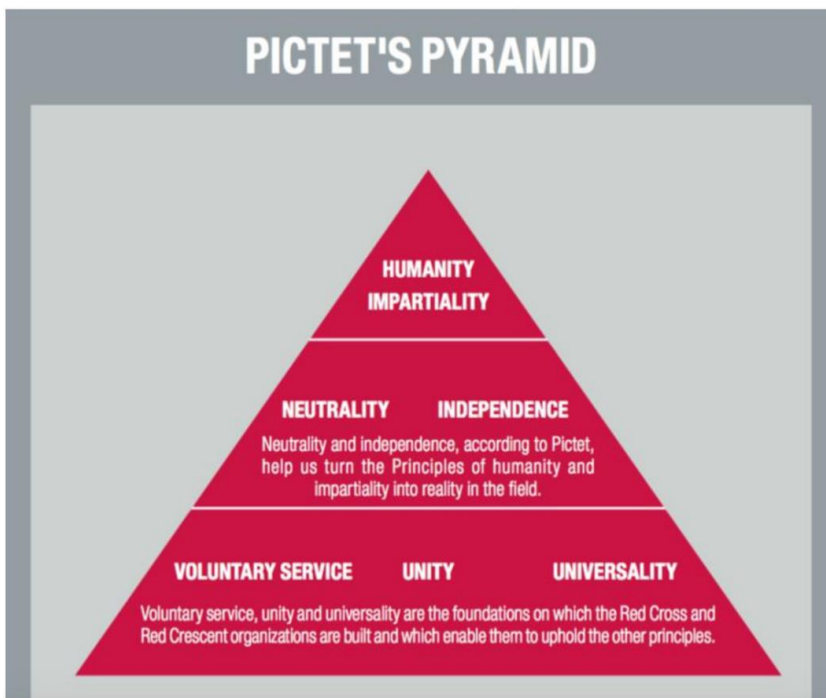 PICTET'S PYRAMID
HUMANITY
IMPARTIALITY
NEUTRALITY INDEPENDENCE
Neutrality and independence, according to Pictet,
help us turn the Principles of humanity and
impartiality into reality in the field.
VOLUNTARY SERVICE UNITY UNIVERSALITY
Voluntary service, unity and universality are the foundations on which the Red Cross and
Red Crescent organizations are built and which enable them to uphold the other principles.